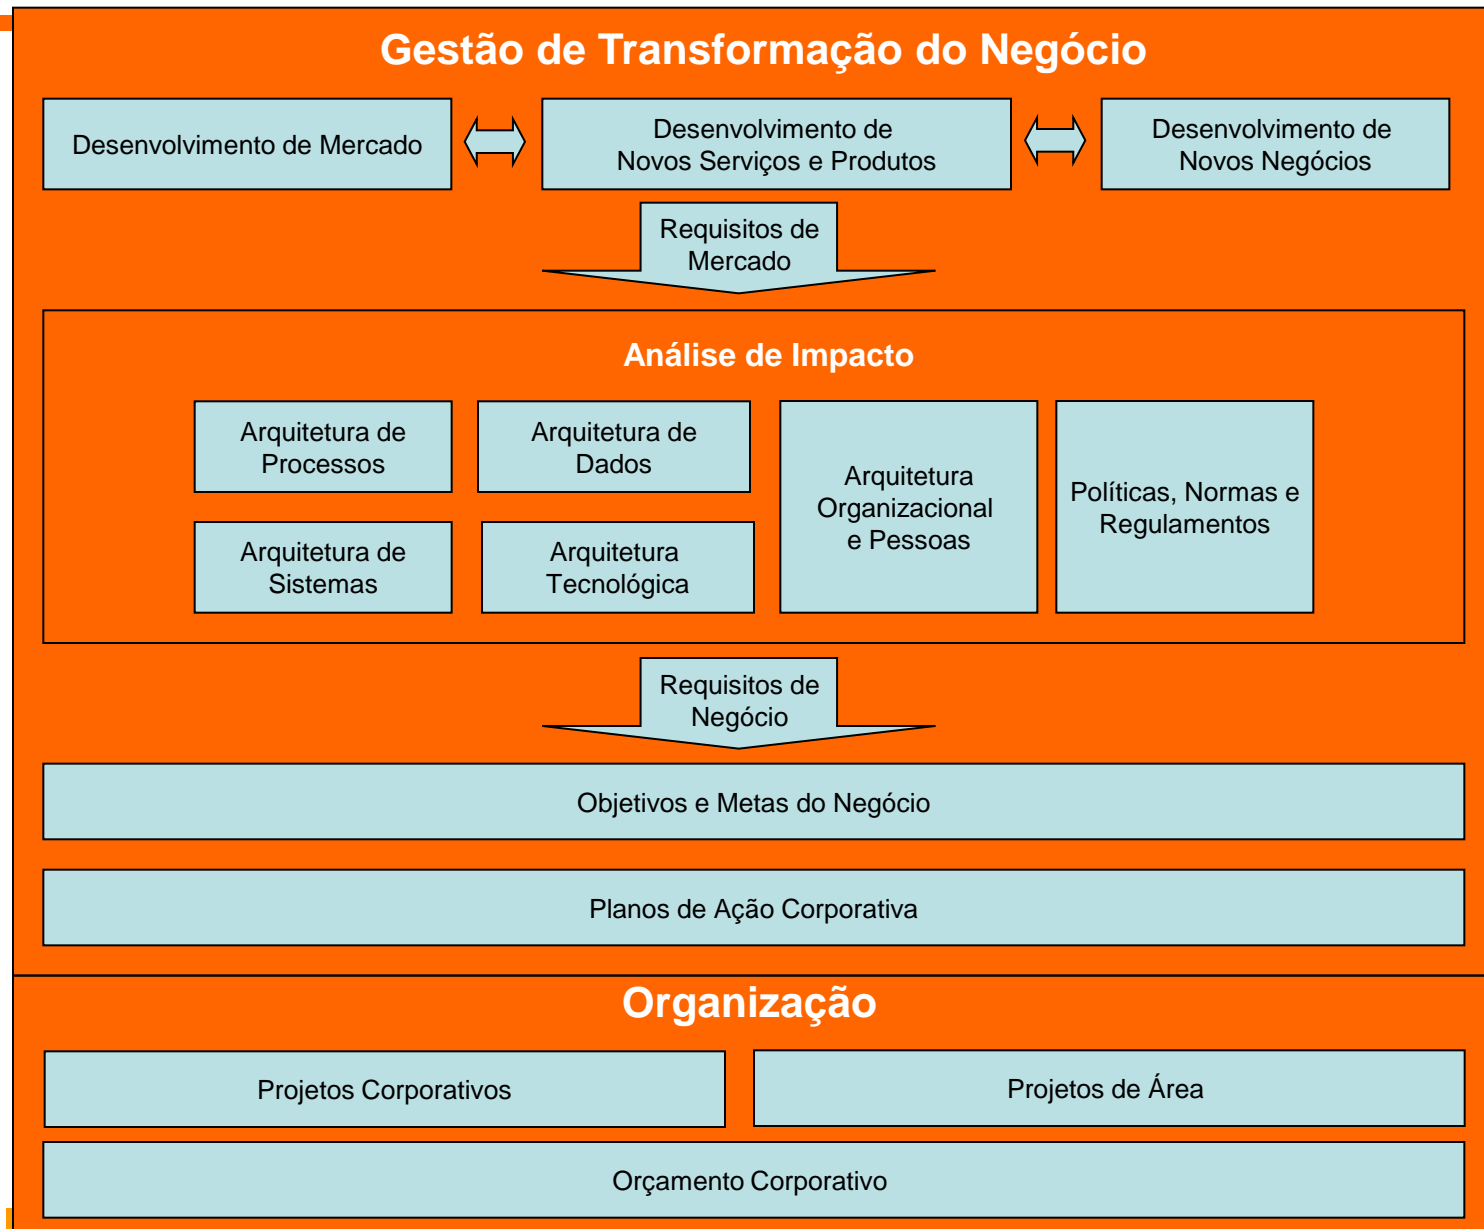 Gestão de Transformação do Negócio
Desenvolvimento de Mercado
Desenvolvimento de
Novos Serviços e Produtos
Desenvolvimento de
Novos Negócios
Requisitos de
Mercado
Análise de Impacto
Arquitetura de
Processos
Arquitetura de
Dados
Arquitetura
Organizacional
e Pessoas
Políticas, Normas e
Regulamentos
Arquitetura de
Sistemas
Arquitetura
Tecnológica
Requisitos de
Negócio
Objetivos e Metas do Negócio
Planos de Ação Corporativa
Organização
Projetos Corporativos
Projetos de Área
Orçamento Corporativo